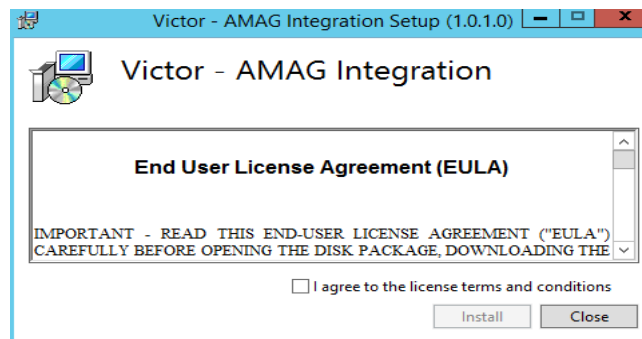 Victor - AMAG Integration Setup (1.0.1.0)
Victor - AMAG Integration
End User License Agreement (EULA)
IMPORTANT - READ THIS END-USER LICENSE AGREEMENT ("EULA")
CAREFULLY BEFORE OPENING THE DISK PACKAGE, DOWNLOADING THE
I agree to the license terms and conditions
Install Close